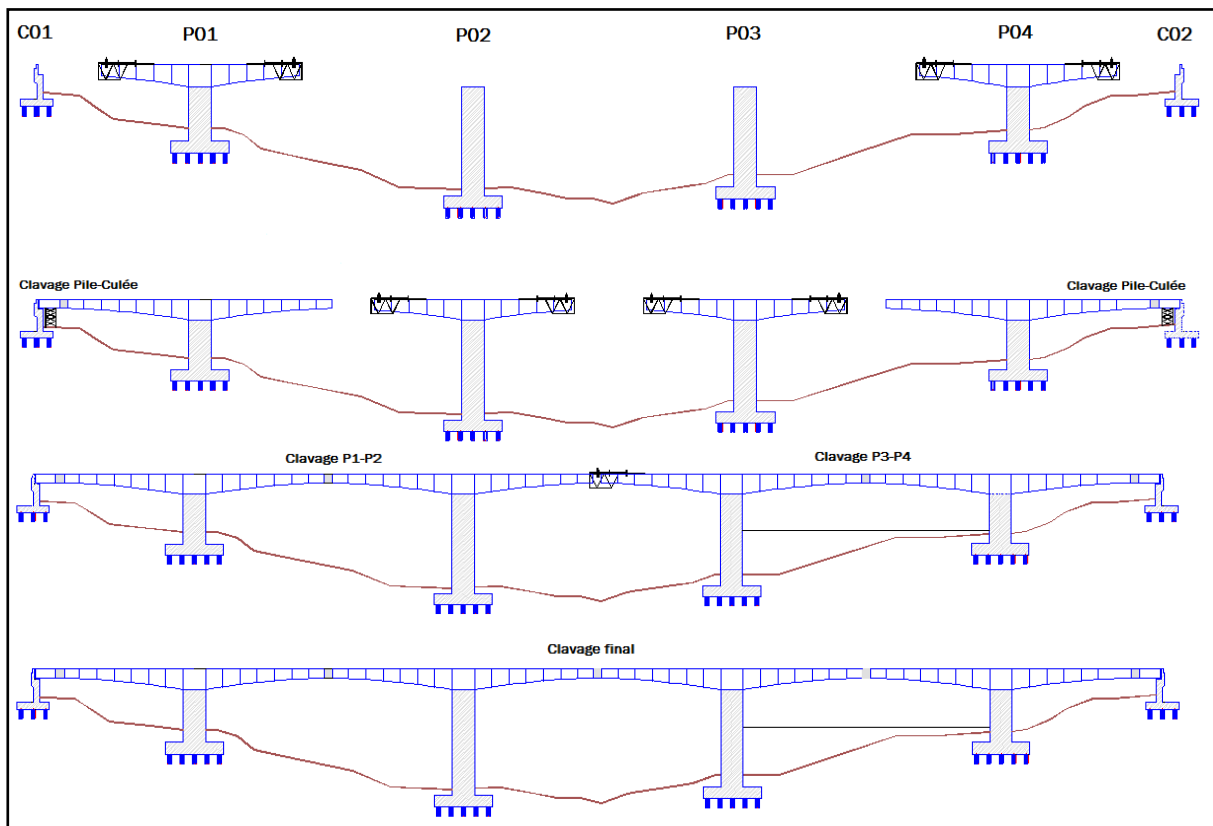 C01 P01 P02 P03 P04 C02
Clavage Pile-Culée
Clavage Pile-Culée
Clavage P1-P2
Clavage P3-P4
Clavage final